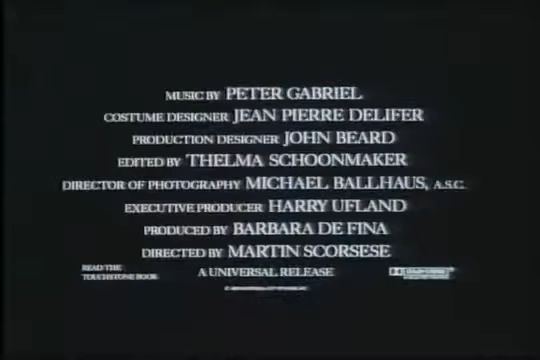 MUSIC BY PETER GABRIEL
COSTUME DESIGNER JEAN PIERRE DELIFER
PRODUCTION DESIGNER JOHN BEARD
EDITED BY THELMA SCHOONMAKER
DIRECTOR OF PHOTOGRAPHY MICHAEL BALLHAUS, A.S.C.
EXECUTIVE PRODUCER HARRY UFLAND
PRODUCED BY BARBARA DE FINA
DIRECTED BY MARTIN SCORSESE
READ THE
TOUCHSTONE BOOK
A UNIVERSAL RELEASE